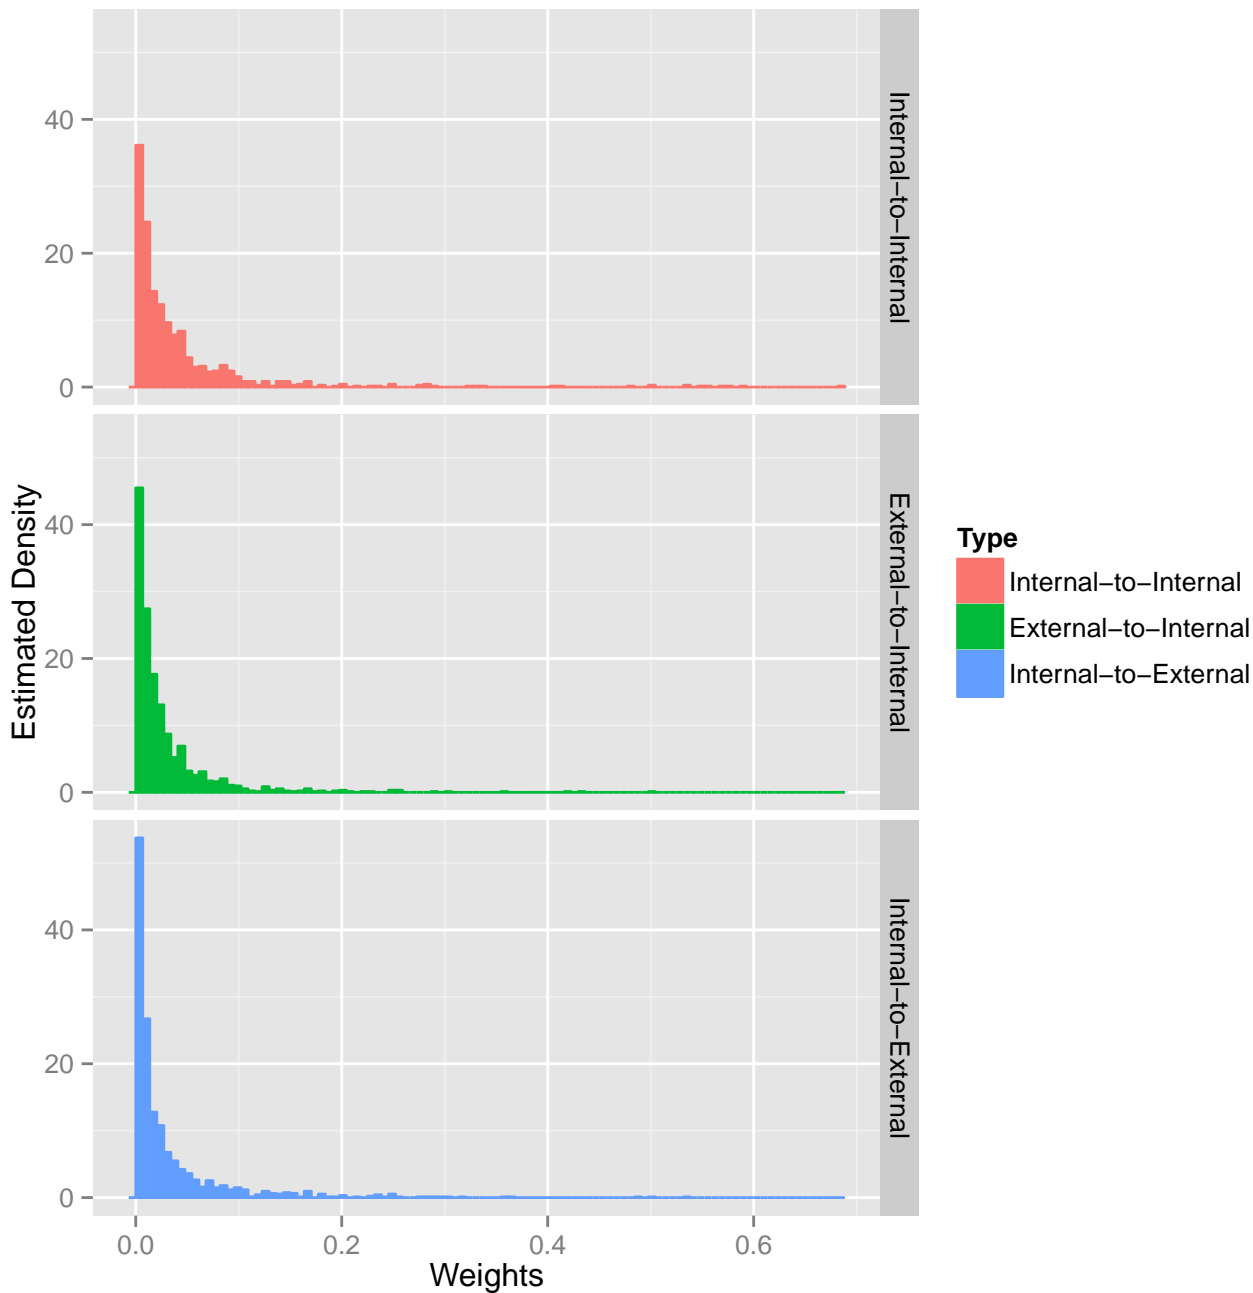 40
20
0
Internal−to−Internal
40
20
0
External−to−Internal
40
20
0
Internal−to−External
0.0
0.2
0.4
0.6
Weights
Estimated Density
Type
Internal−to−Internal
External−to−Internal
Internal−to−External